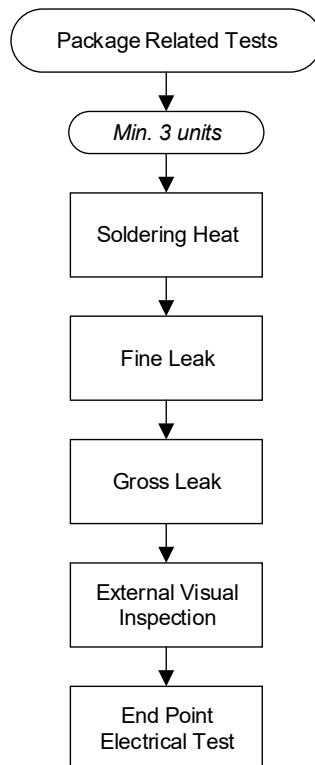 Package Related Tests
Min. 3 units
Soldering Heat
Fine Leak
Gross Leak
External Visual
Inspection
End Point
Electrical Test